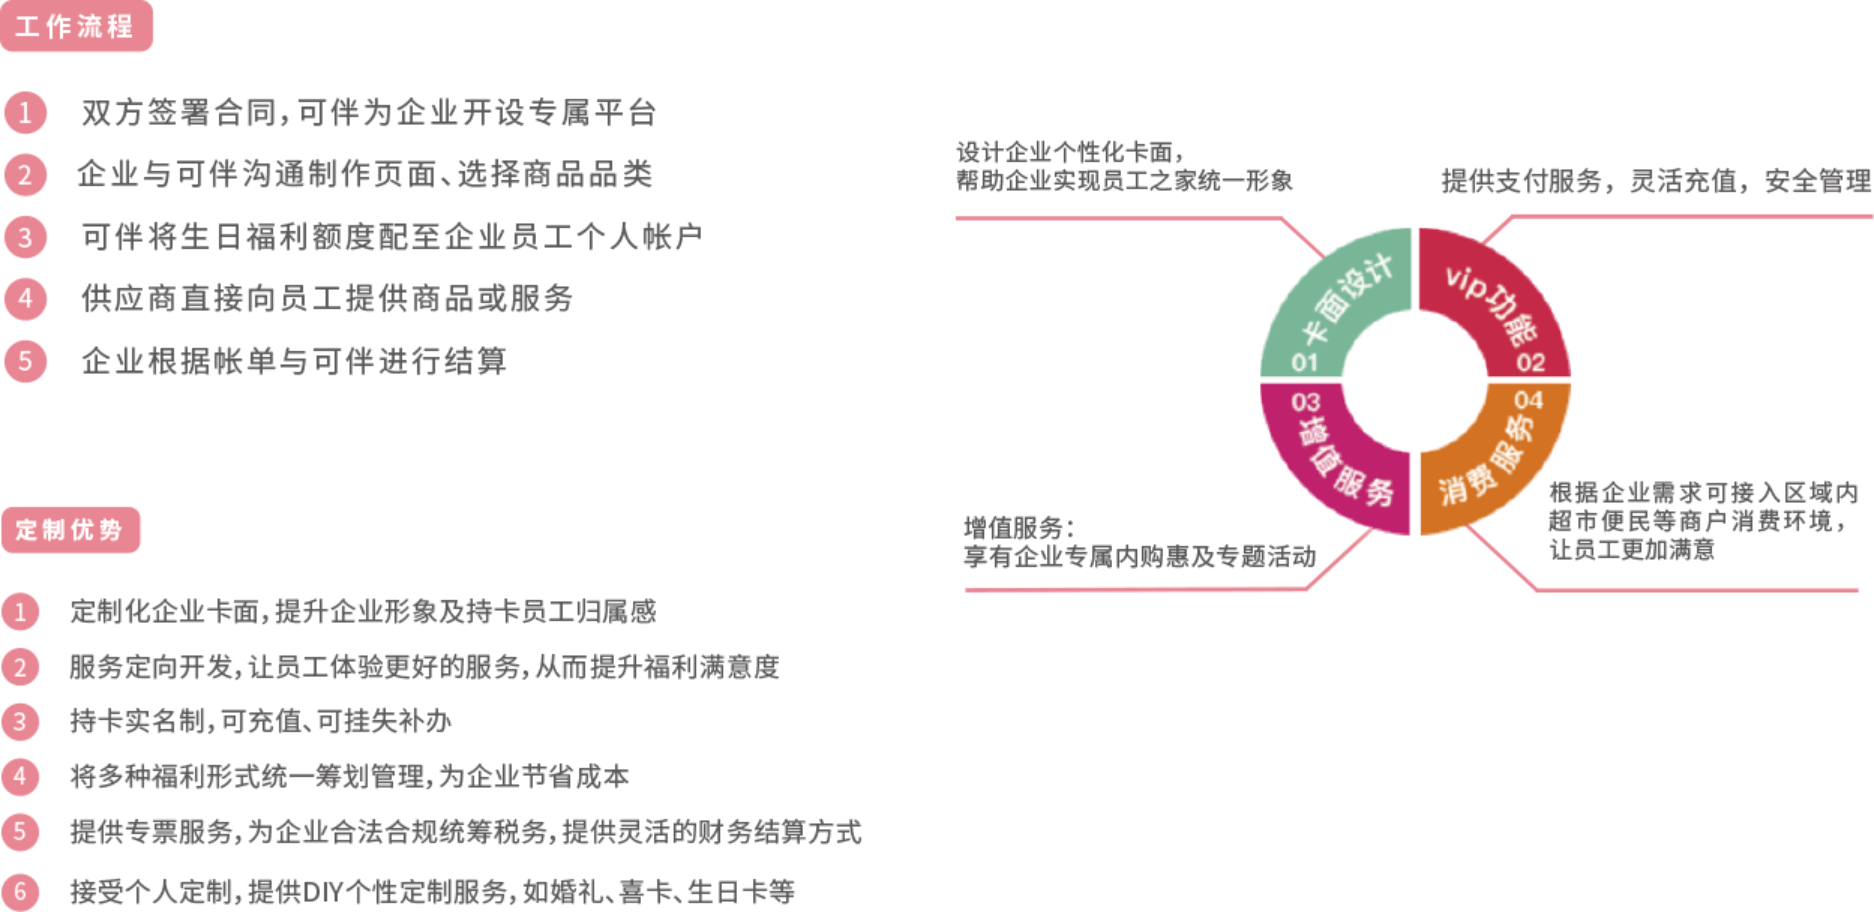 工作流程
1 双方签署合同，可伴为企业开设专属平台
2 企业与可伴沟通制作页面、选择商品品类
3 可伴将生日福利额度配至企业员工个人帐户
4 供应商直接向员工提供商品或服务
5 企业根据帐单与可伴进行结算
定制优势
1 定制化企业卡面，提升企业形象及持卡员工归属感
2 服务定向开发，让员工体验更好的服务，从而提升福利满意度
3 持卡实名制，可充值、可挂失补办
4 将多种福利形式统一筹划管理，为企业节省成本
5 提供专票服务，为企业合法合规统筹税务，提供灵活的财务结算方式
6 接受个人定制，提供DIY个性定制服务，如婚礼、喜卡、生日卡等
设计企业个性化卡面，
帮助企业实现员工之家统一形象
提供支付服务，灵活充值，安全管理
卡面设计
01
vip功能
02
03
增值服务
04
消费服务
增值服务：
享有企业专属内购惠及专题活动
根据企业需求可接入区域内
超市便民等商户消费环境，
让员工更加满意